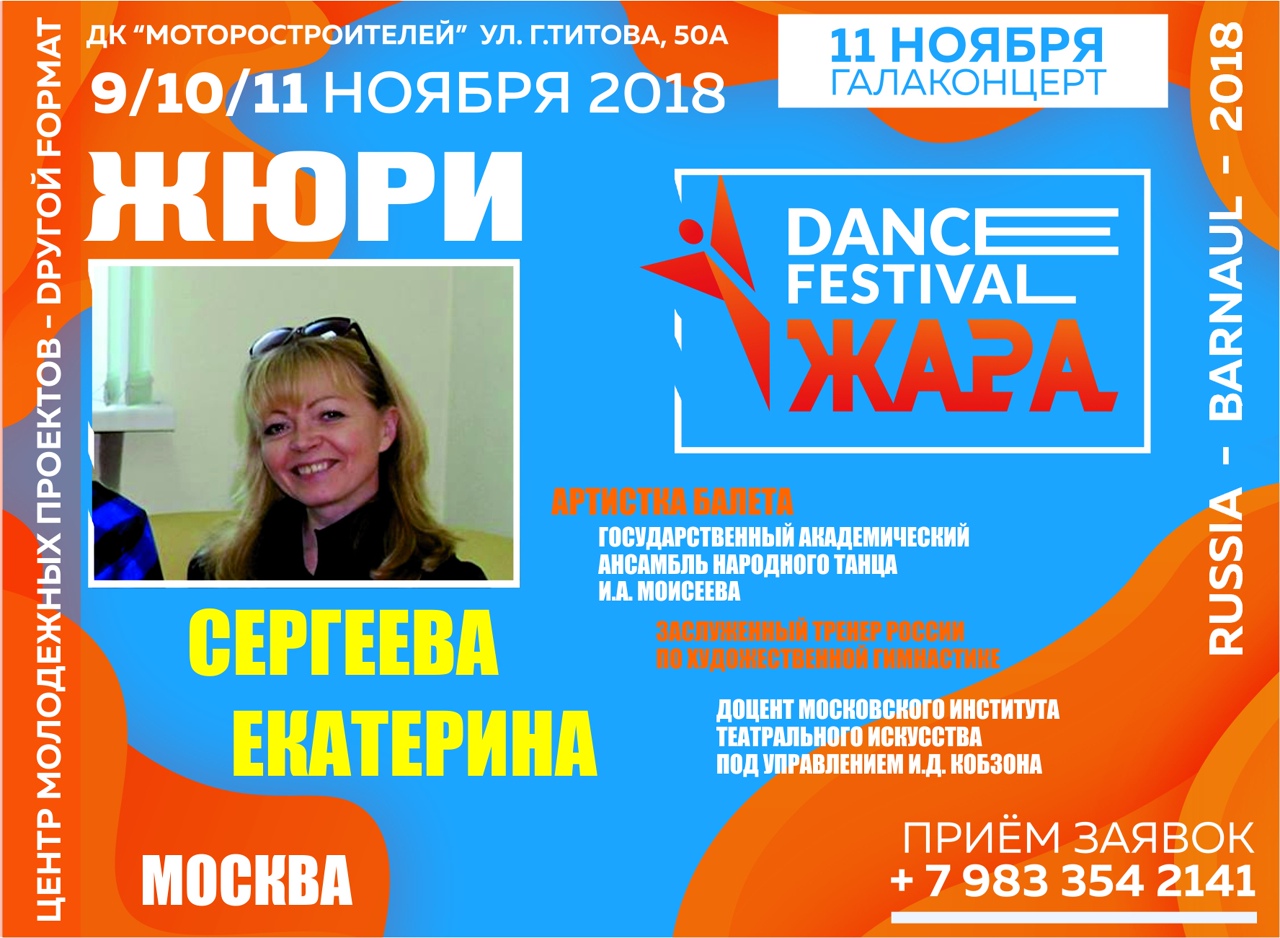 ДК “МОТОРОСТРОИТЕЛЕЙ” УЛ. Г.ТИТОВА, 50А
9/10/11 НОЯБРЯ 2018
11 НОЯБРЯ
ГАЛАКОНЦЕРТ
ЦЕНТР МОЛОДЕЖНЫХ ПРОЕКТОВ - DРУГОЙ FОРМАТ
ЖЮРИ
DANCE
FESTIVAL
ЖАРА
RUSSIA - BARNAUL - 2018
АРТИСТКА БАЛЕТА
ГОСУДАРСТВЕННЫЙ АКАДЕМИЧЕСКИЙ
АНСАМБЛЬ НАРОДНОГО ТАНЦА
И.А. МОИСЕЕВА
ЗАСЛУЖЕННЫЙ ТРЕНЕР РОССИИ
ПО ХУДОЖЕСТВЕННОЙ ГИМНАСТИКЕ
ДОЦЕНТ МОСКОВСКОГО ИНСТИТУТА
ТЕАТРАЛЬНОГО ИСКУССТВА
ПОД УПРАВЛЕНИЕМ И.Д. КОБЗОНА
СЕРГЕЕВА
ЕКАТЕРИНА
МОСКВА
ПРИЁМ ЗАЯВОК
+ 7 983 354 2141